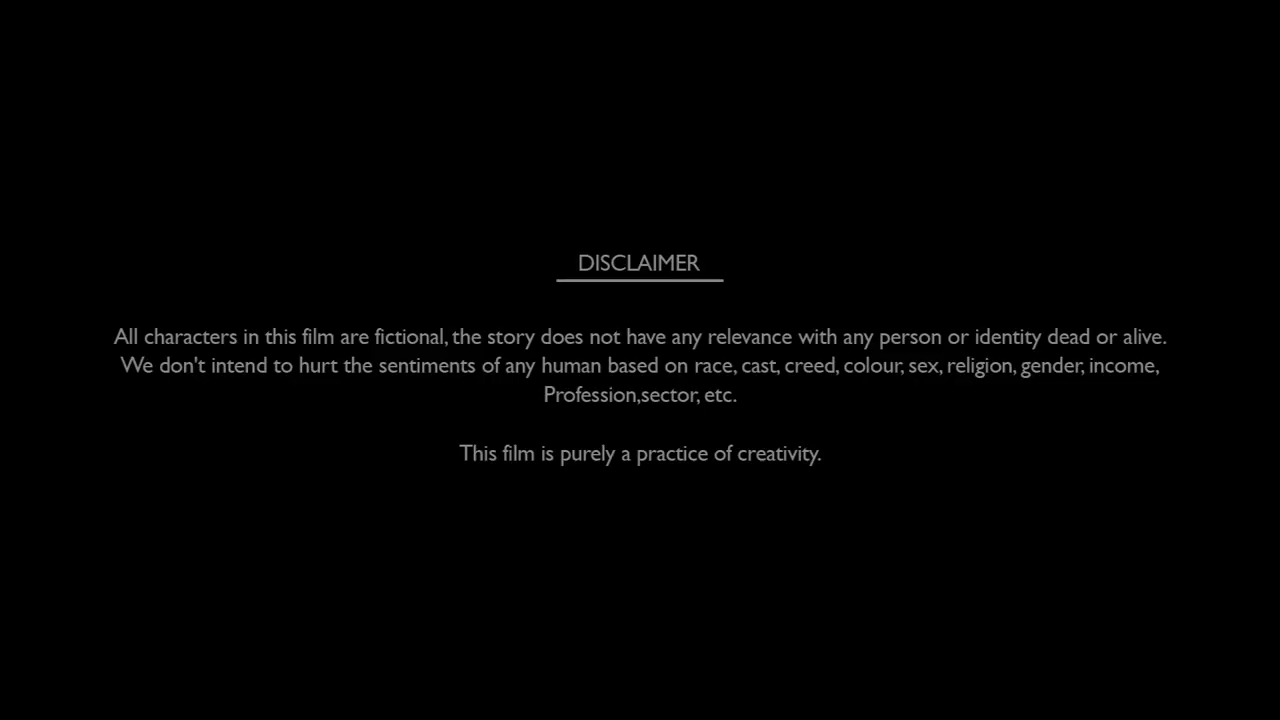 DISCLAIMER
All characters in this film are fictional, the story does not have any relevance with any person or identity dead or alive.
We don't intend to hurt the sentiments of any human based on race, cast, creed, colour, sex, religion, gender, income,
Profession,sector, etc.
This film is purely a practice of creativity.